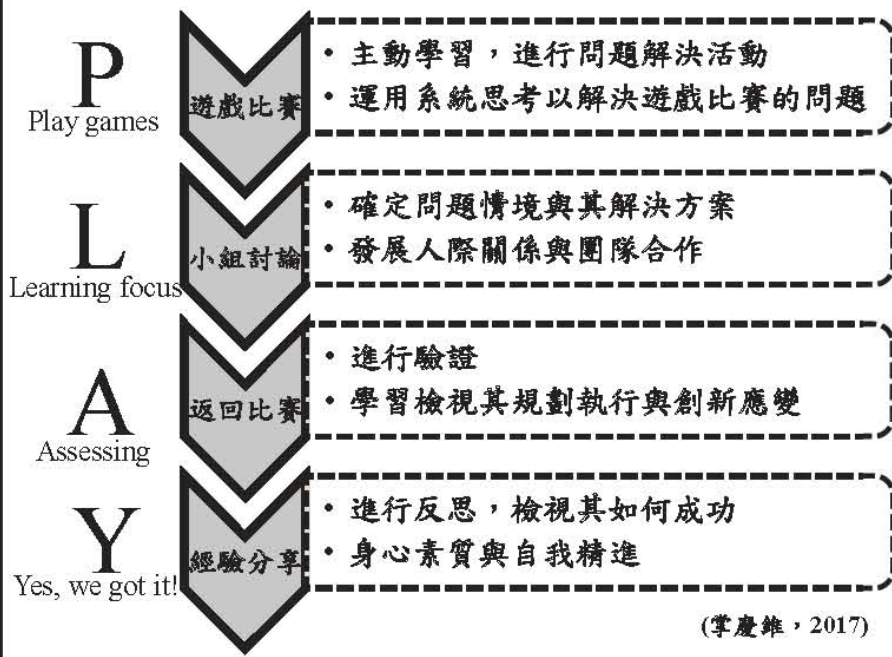 P
Play games
遊戲比賽
• 主動學習，進行問題解決活動
• 運用系統思考以解決遊戲比賽的問題
L
Learning focus
小組討論
• 確定問題情境與其解決方案
• 發展人際關係與團隊合作
A
Assessing
返回比賽
• 進行驗證
• 學習檢視其規劃執行與創新應變
Y
Yes, we got it!
經驗分享
• 進行反思，檢視其如何成功
• 身心素質與自我精進
(掌慶維，2017)